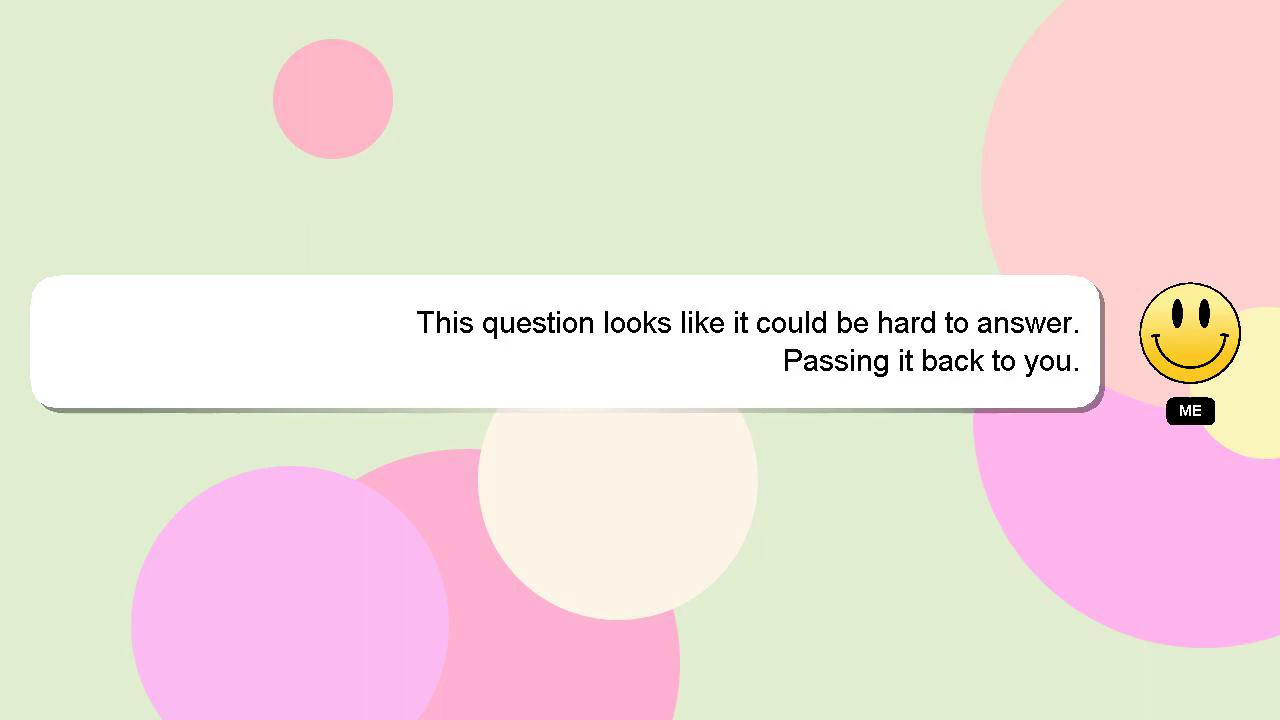 This question looks like it could be hard to answer.
Passing it back to you.
ME